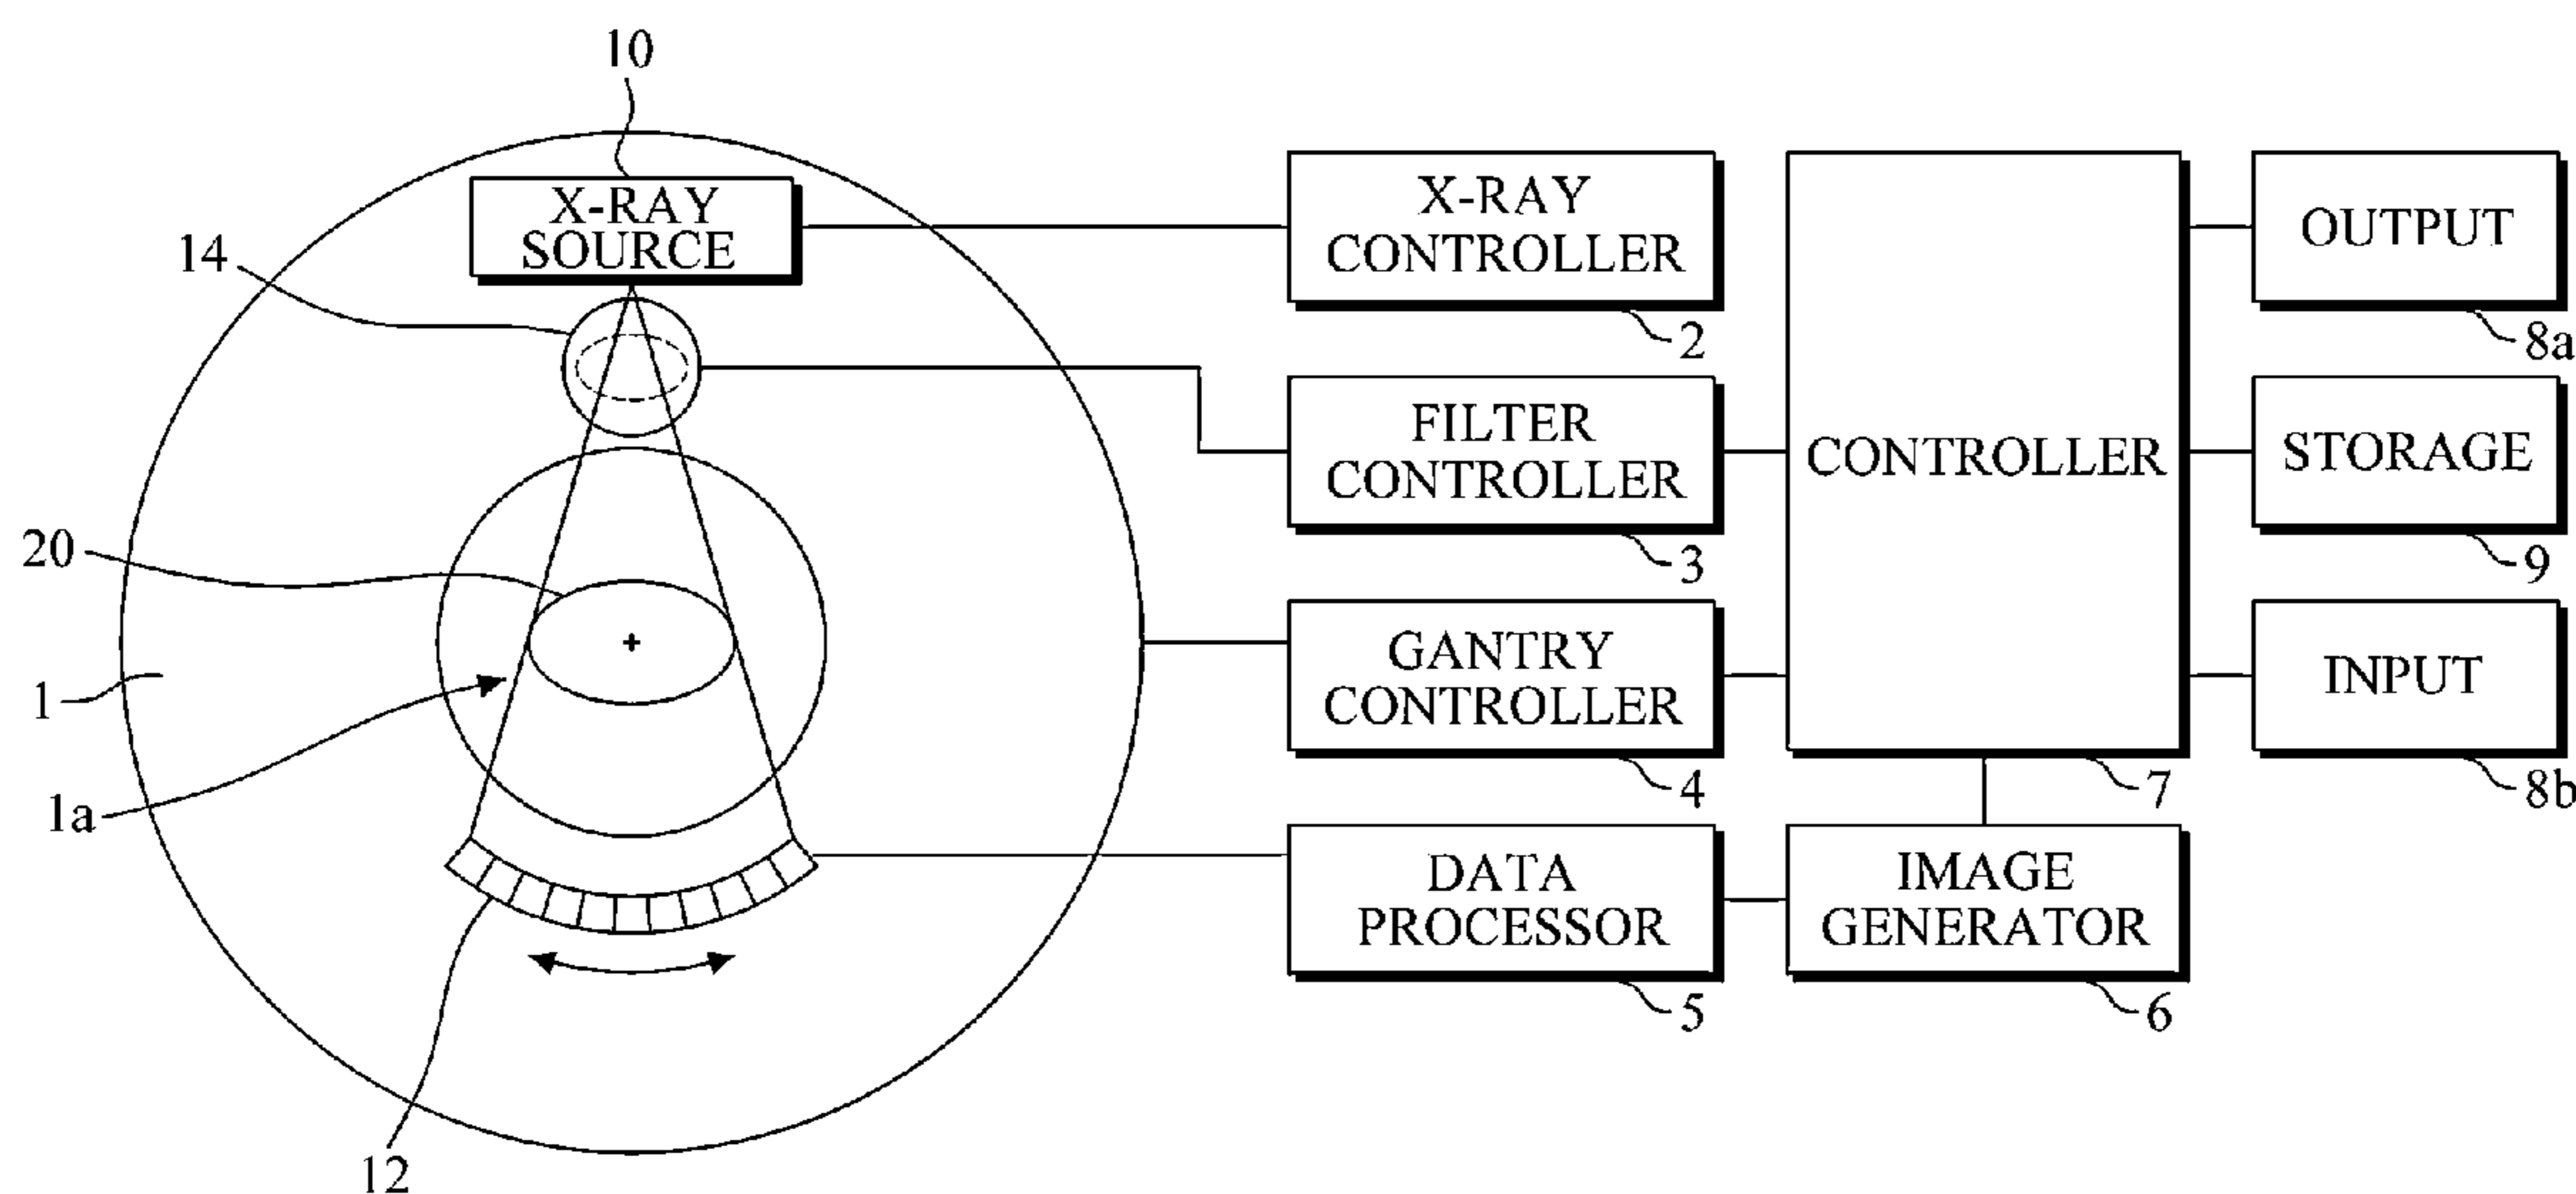 10
X-RAY
SOURCE
14
20
1
1a
12
X-RAY
CONTROLLER
2
FILTER
CONTROLLER
3
GANTRY
CONTROLLER
4
DATA
PROCESSOR
5
CONTROLLER
7
IMAGE
GENERATOR
6
OUTPUT
8a
STORAGE
9
INPUT
8b